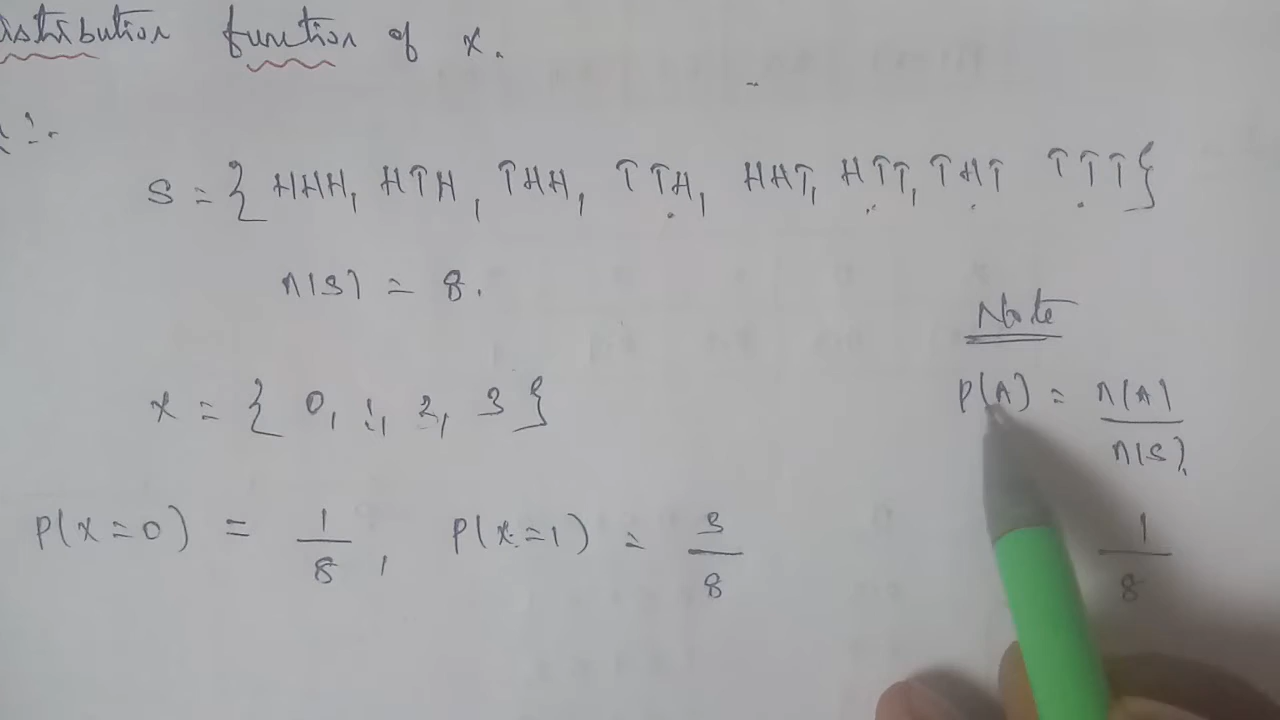 istribution function of x.
S = { HHH, HTH, THH, TTH, HHT, HTT, THT TTT}
n(S) = 8.
Note
x = { 0, 1, 2, 3 }
P(A) = n(A) / n(S).
P(x=0) = 1/8, P(x=1) = 3/8
1/8